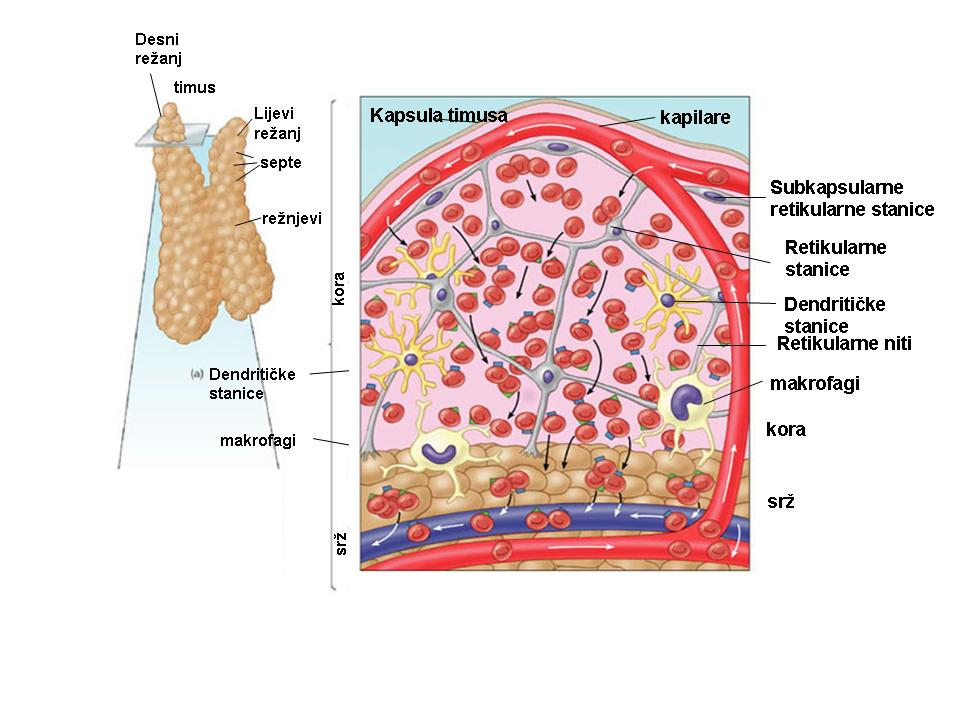 Desni
režanj
timus
Lijevi
režanj
septe
režnjevi
(a)
Dendritičke
stanice
makrofagi
kora
srž
Kapsula timusa
kapilare
Subkapsularne
retikularne stanice
Retikularne
stanice
Dendritičke
stanice
Retikularne niti
makrofagi
kora
srž